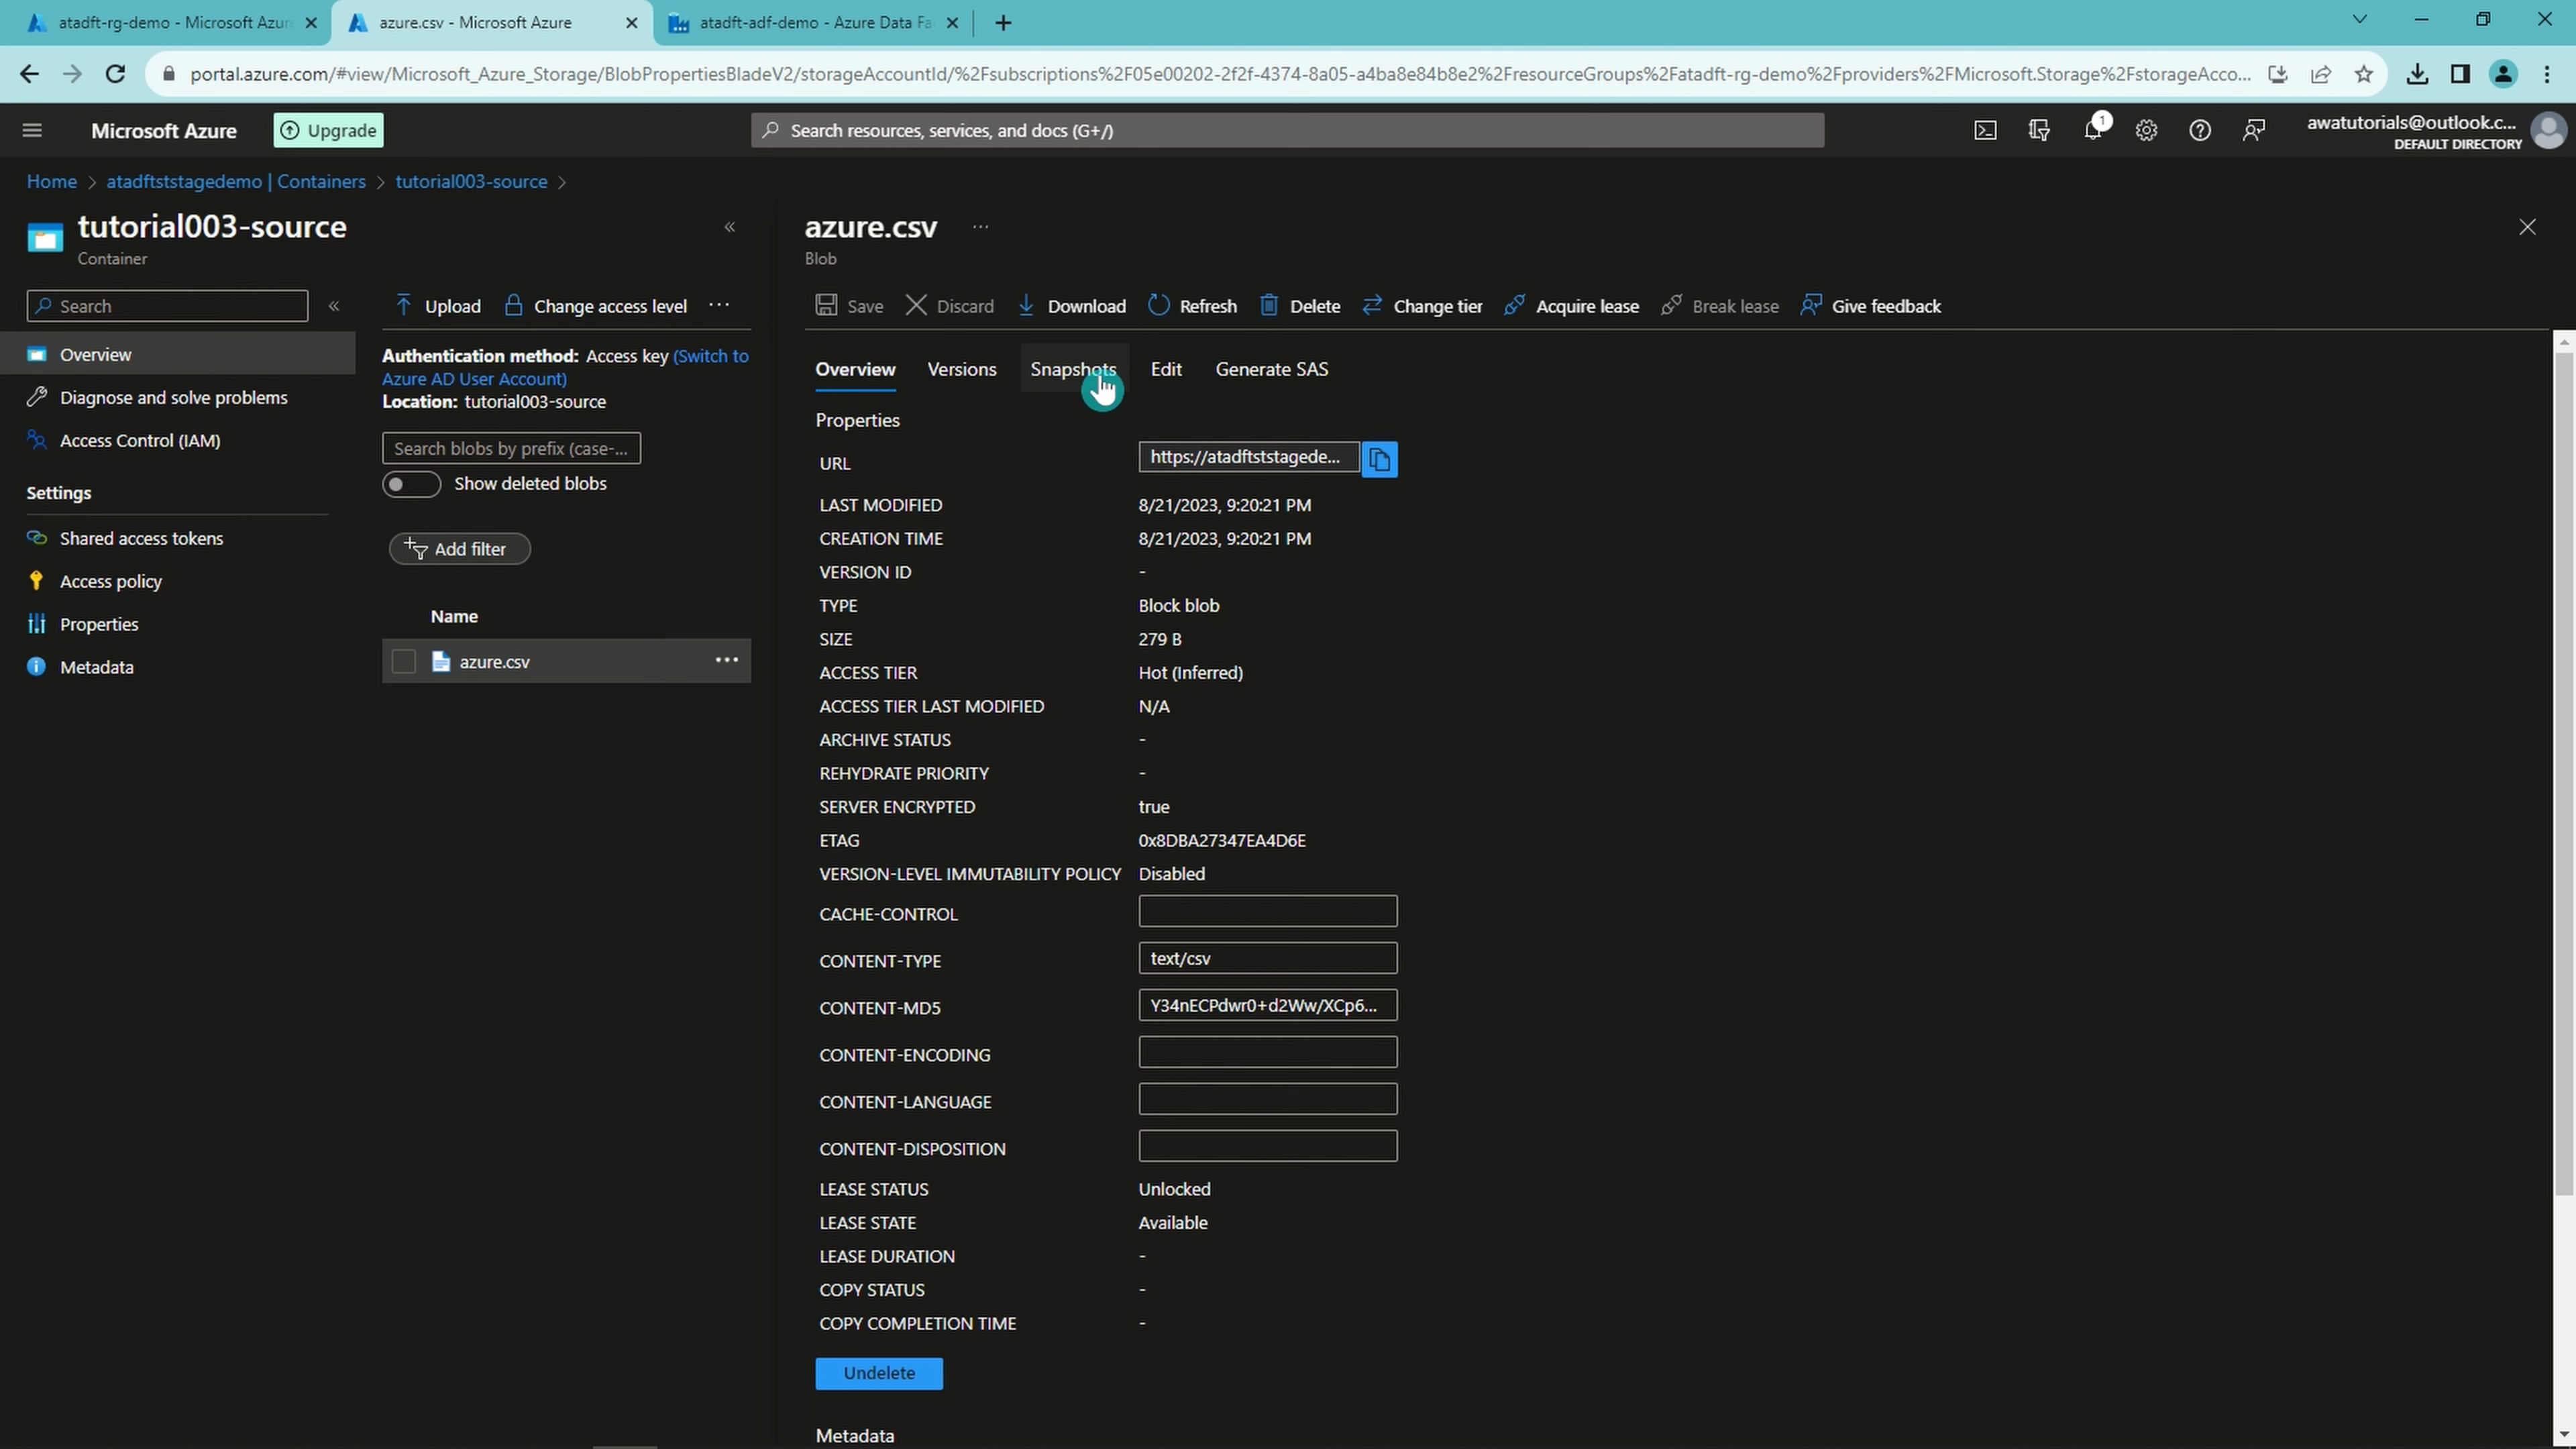 atadft-rg-demo - Microsoft Azur
azure.csv - Microsoft Azure
atadft-adf-demo - Azure Data Fa
portal.azure.com/#view/Microsoft_Azure_Storage/BlobPropertiesBladeV2/storageAccountId/%2Fsubscriptions%2F05e00202-2f2f-4374-8a05-a4ba8e84b8e2%2FresourceGroups%2Fatadft-rg-demo%2Fproviders%2FMicrosoft.Storage%2FstorageAcco...
Microsoft Azure
Upgrade
Search resources, services, and docs (G+/)
1
awatutorials@outlook.c...
DEFAULT DIRECTORY
Home > atadftststagedemo | Containers > tutorial003-source >
tutorial003-source
Container
Search
Overview
Diagnose and solve problems
Access Control (IAM)
Settings
Shared access tokens
Access policy
Properties
Metadata
Upload Change access level ...
Authentication method: Access key (Switch to
Azure AD User Account)
Location: tutorial003-source
Search blobs by prefix (case-...
Show deleted blobs
Add filter
Name
azure.csv
azure.csv ...
Blob
Save Discard Download Refresh Delete Change tier Acquire lease Break lease Give feedback
Overview Versions Snapshots Edit Generate SAS
Properties
URL https://atadftststagede...
LAST MODIFIED 8/21/2023, 9:20:21 PM
CREATION TIME 8/21/2023, 9:20:21 PM
VERSION ID -
TYPE Block blob
SIZE 279 B
ACCESS TIER Hot (Inferred)
ACCESS TIER LAST MODIFIED N/A
ARCHIVE STATUS -
REHYDRATE PRIORITY -
SERVER ENCRYPTED true
ETAG 0x8DBA27347EA4D6E
VERSION-LEVEL IMMUTABILITY POLICY Disabled
CACHE-CONTROL
CONTENT-TYPE text/csv
CONTENT-MD5 Y34nECPdwr0+d2Ww/XCp6...
CONTENT-ENCODING
CONTENT-LANGUAGE
CONTENT-DISPOSITION
LEASE STATUS Unlocked
LEASE STATE Available
LEASE DURATION -
COPY STATUS -
COPY COMPLETION TIME -
Undelete
Metadata